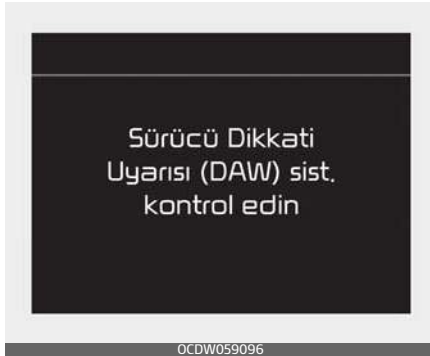 Sürücü Dikkati
Uyarısı (DAW) sist.
kontrol edin
OCDW059096